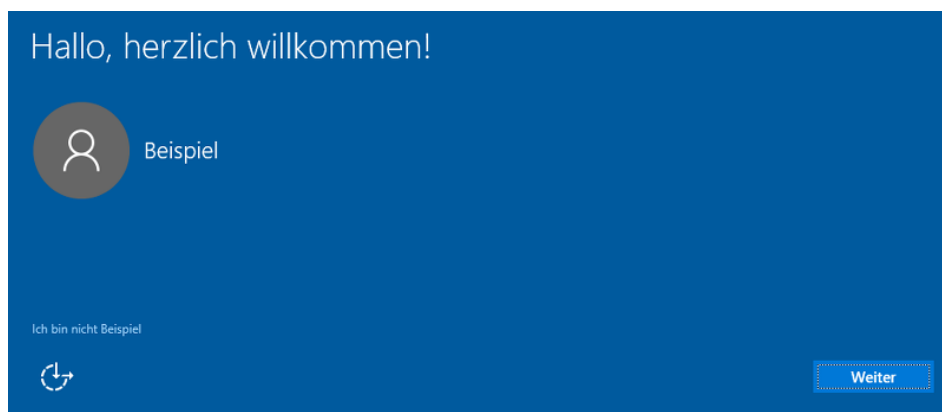 Hallo, herzlich willkommen!
Beispiel
Ich bin nicht Beispiel
Weiter